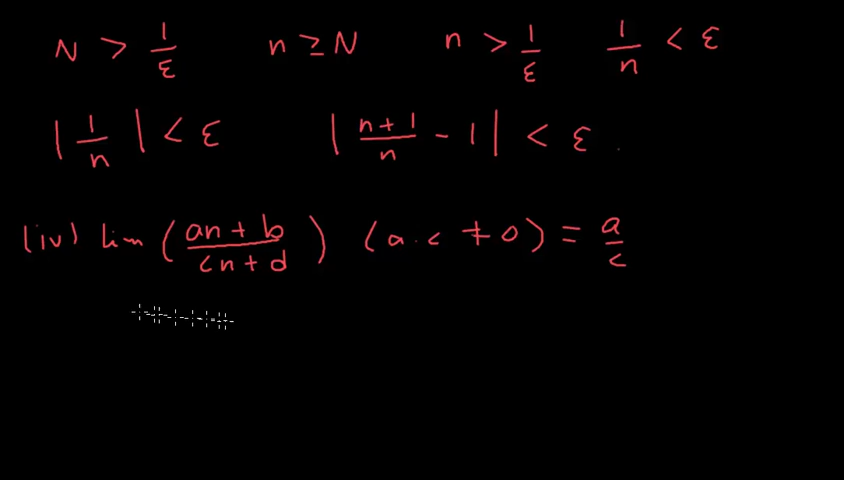 N > 1/ε n ≥ N n > 1/ε 1/n < ε
|1/n| < ε |(n+1)/n - 1| < ε
(iv) lim ((an + b)/(cn + d)) (a·c ≠ 0) = a/c